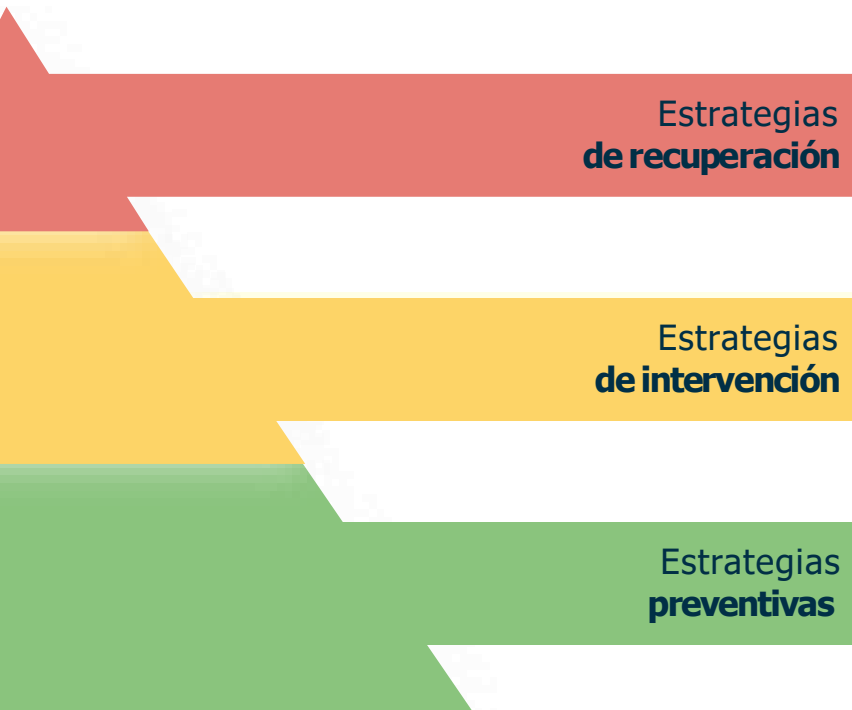 Estrategias
de recuperación
Estrategias
de intervención
Estrategias
preventivas